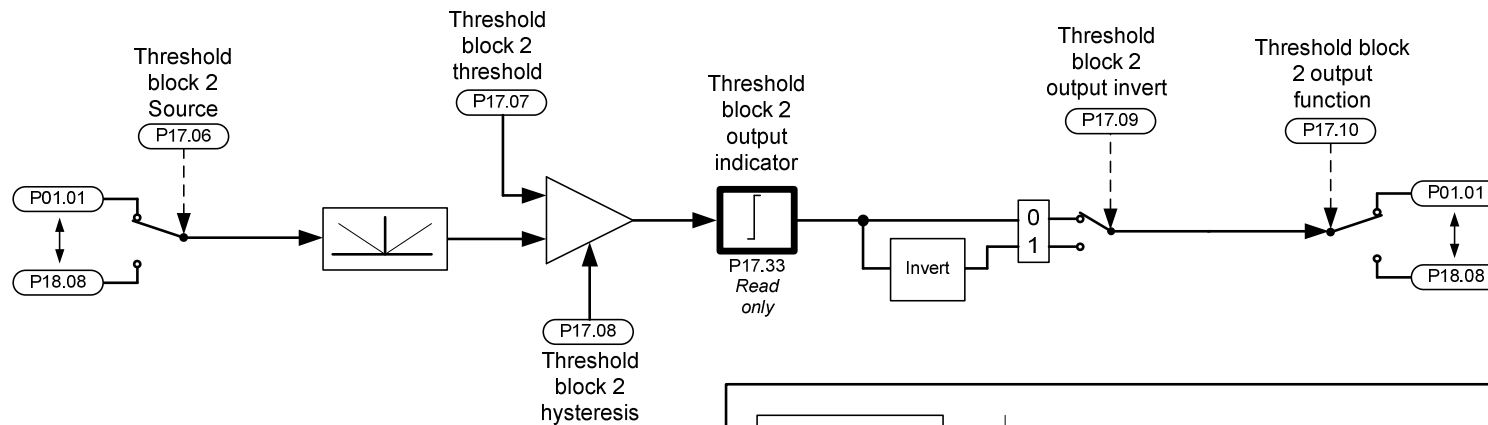 Threshold
block 2
Source
P17.06
P01.01
P18.08
Threshold
block 2
threshold
P17.07
P17.08
Threshold
block 2
hysteresis
Threshold
block 2
output
indicator
P17.33
Read
only
Invert
0
1
Threshold
block 2
output invert
P17.09
Threshold block
2 output
function
P17.10
P01.01
P18.08